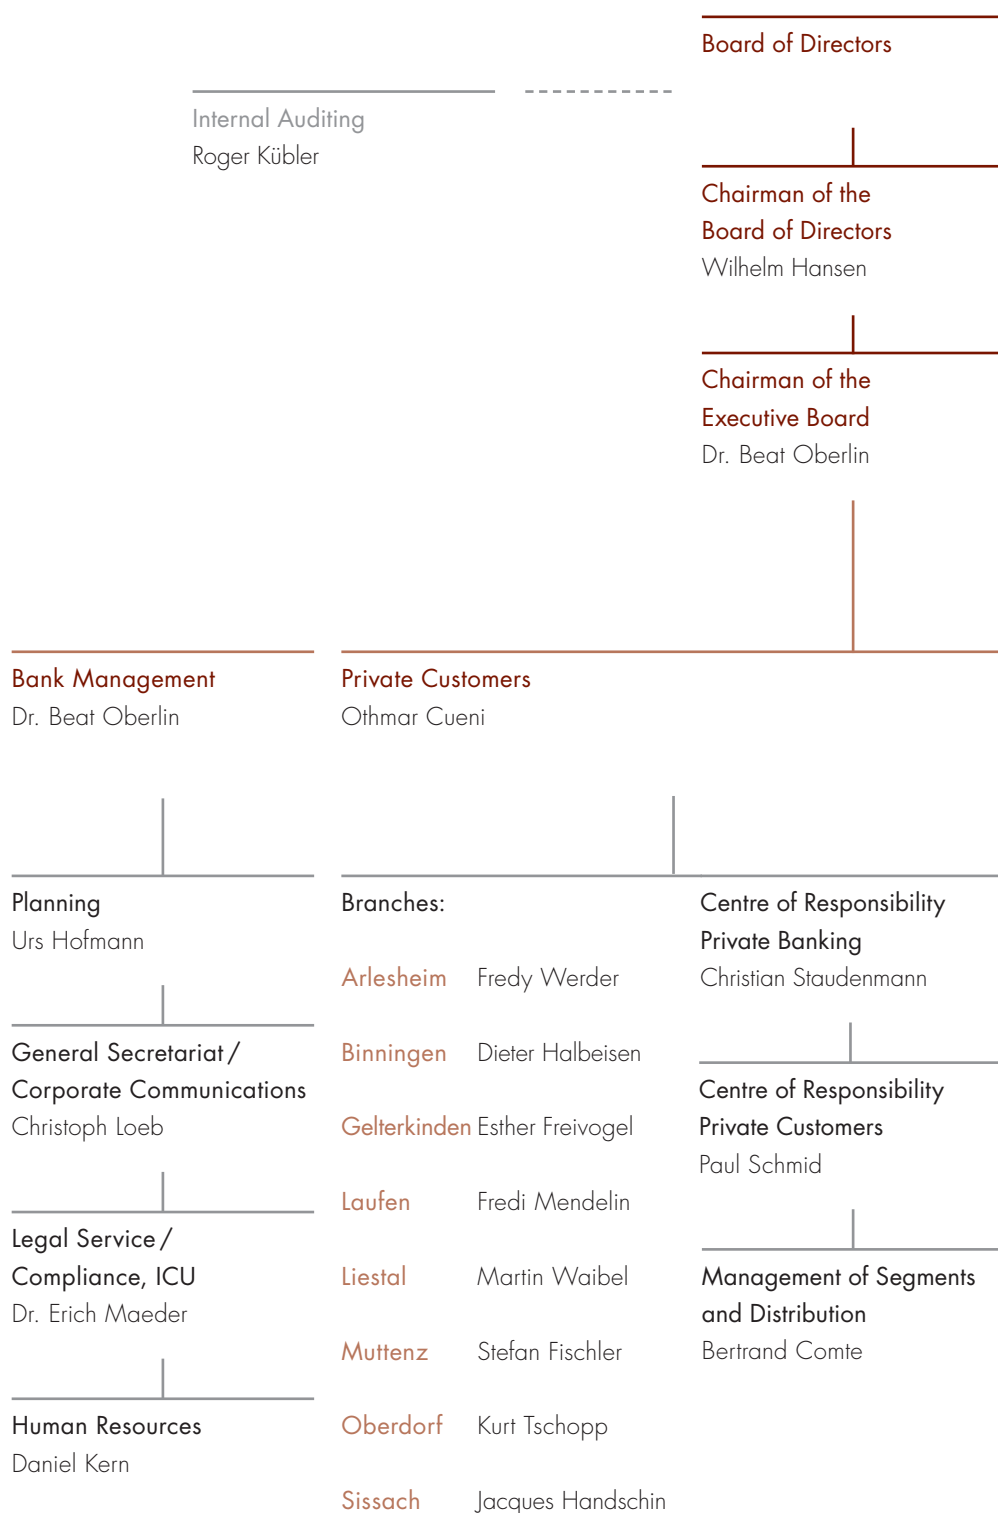 Board of Directors
Internal Auditing
Roger Kübler
Chairman of the
Board of Directors
Wilhelm Hansen
Chairman of the
Executive Board
Dr. Beat Oberlin
Bank Management
Dr. Beat Oberlin
Private Customers
Othmar Cueni
Planning
Urs Hofmann
General Secretariat /
Corporate Communications
Christoph Loeb
Legal Service /
Compliance, ICU
Dr. Erich Maeder
Human Resources
Daniel Kern
Branches:
Arlesheim Fredy Werder
Binningen Dieter Halbeisen
Gelterkinden Esther Freivogel
Laufen Fredi Mendelin
Liestal Martin Waibel
Muttenz Stefan Fischler
Oberdorf Kurt Tschopp
Sissach Jacques Handschin
Centre of Responsibility
Private Banking
Christian Staudenmann
Centre of Responsibility
Private Customers
Paul Schmid
Management of Segments
and Distribution
Bertrand Comte